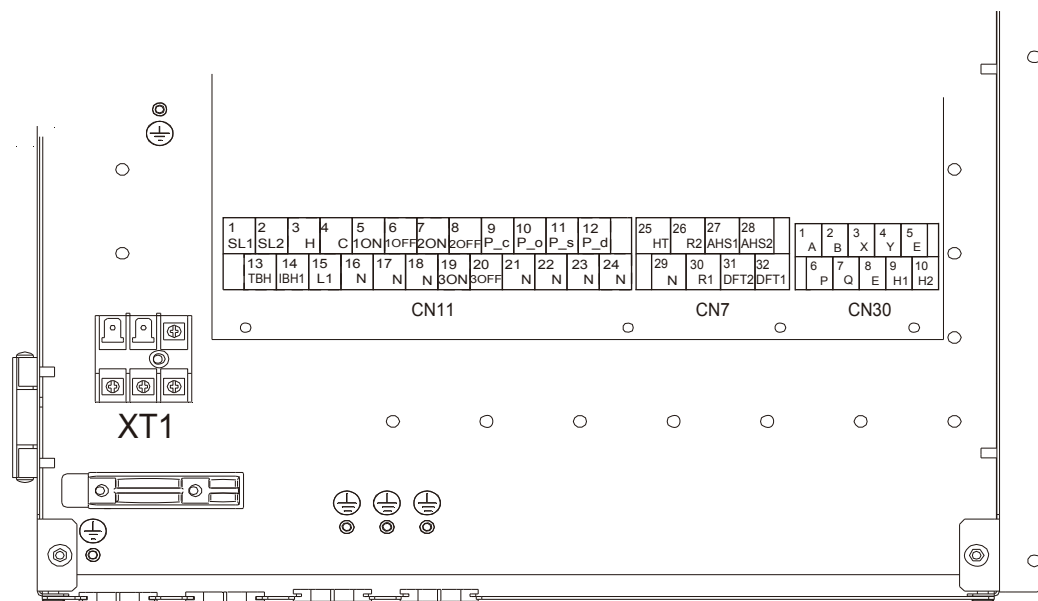 1 2 3 4 5 6 7 8 9 10 11 12
SL1 SL2 H C 1ON 1OFF 2ON 2OFF P_c P_o P_s P_d
13 14 15 16 17 18 19 20 21 22 23 24
TBH IBH1 L1 N N N 3ON 3OFF N N N N
CN11
25 26 27 28
HT R2 AHS1 AHS2
29 30 31 32
N R1 DFT2 DFT1
CN7
1 2 3 4 5
A B X Y E
6 7 8 9 10
P Q E H1 H2
CN30
XT1